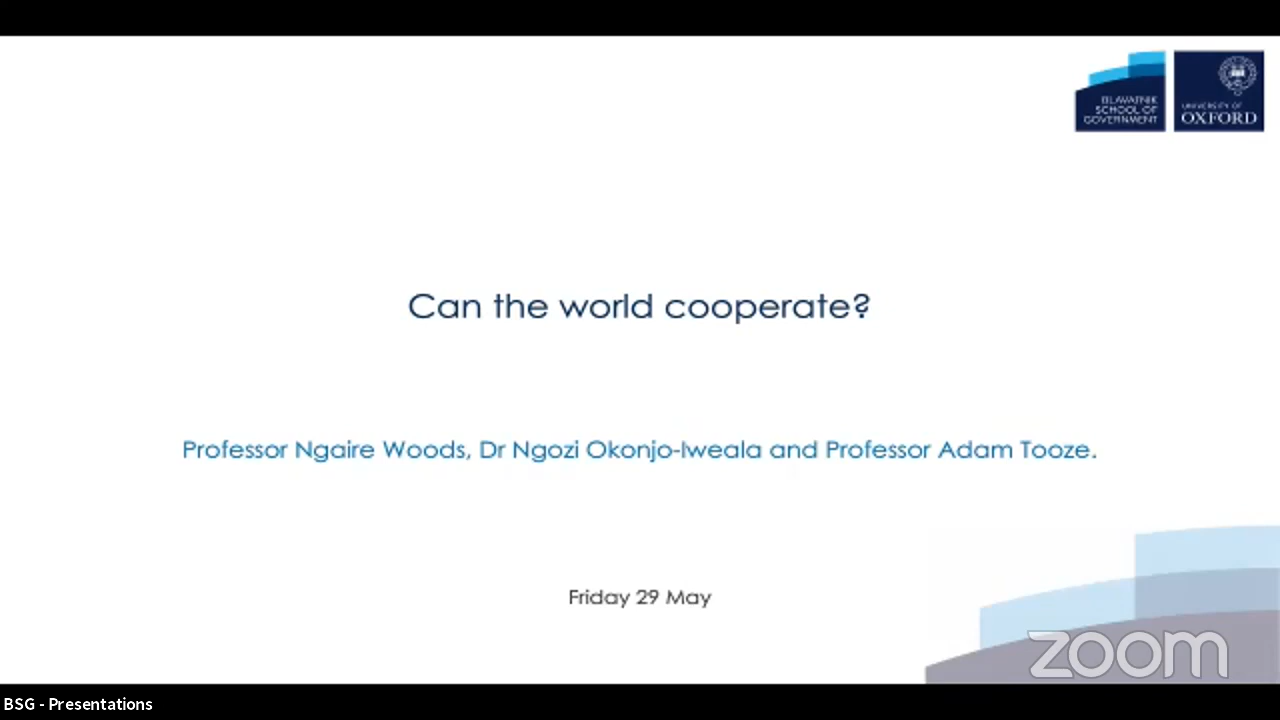 BLAVATNIK
SCHOOL OF
GOVERNMENT
UNIVERSITY OF
OXFORD
Can the world cooperate?
Professor Ngaire Woods, Dr Ngozi Okonjo-Iweala and Professor Adam Tooze.
Friday 29 May
zoom
BSG - Presentations